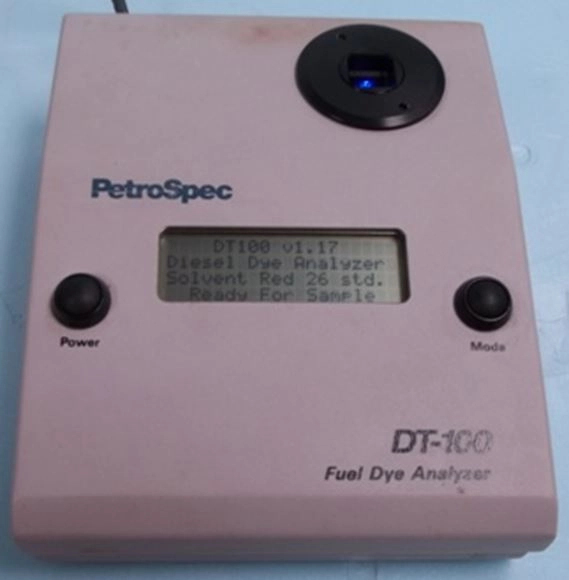 PetroSpec
DT100 v1.17
Diesel Dye Analyzer
Solvent Red 26 std.
Ready For Sample
Power
Mode
DT-100
Fuel Dye Analyzer